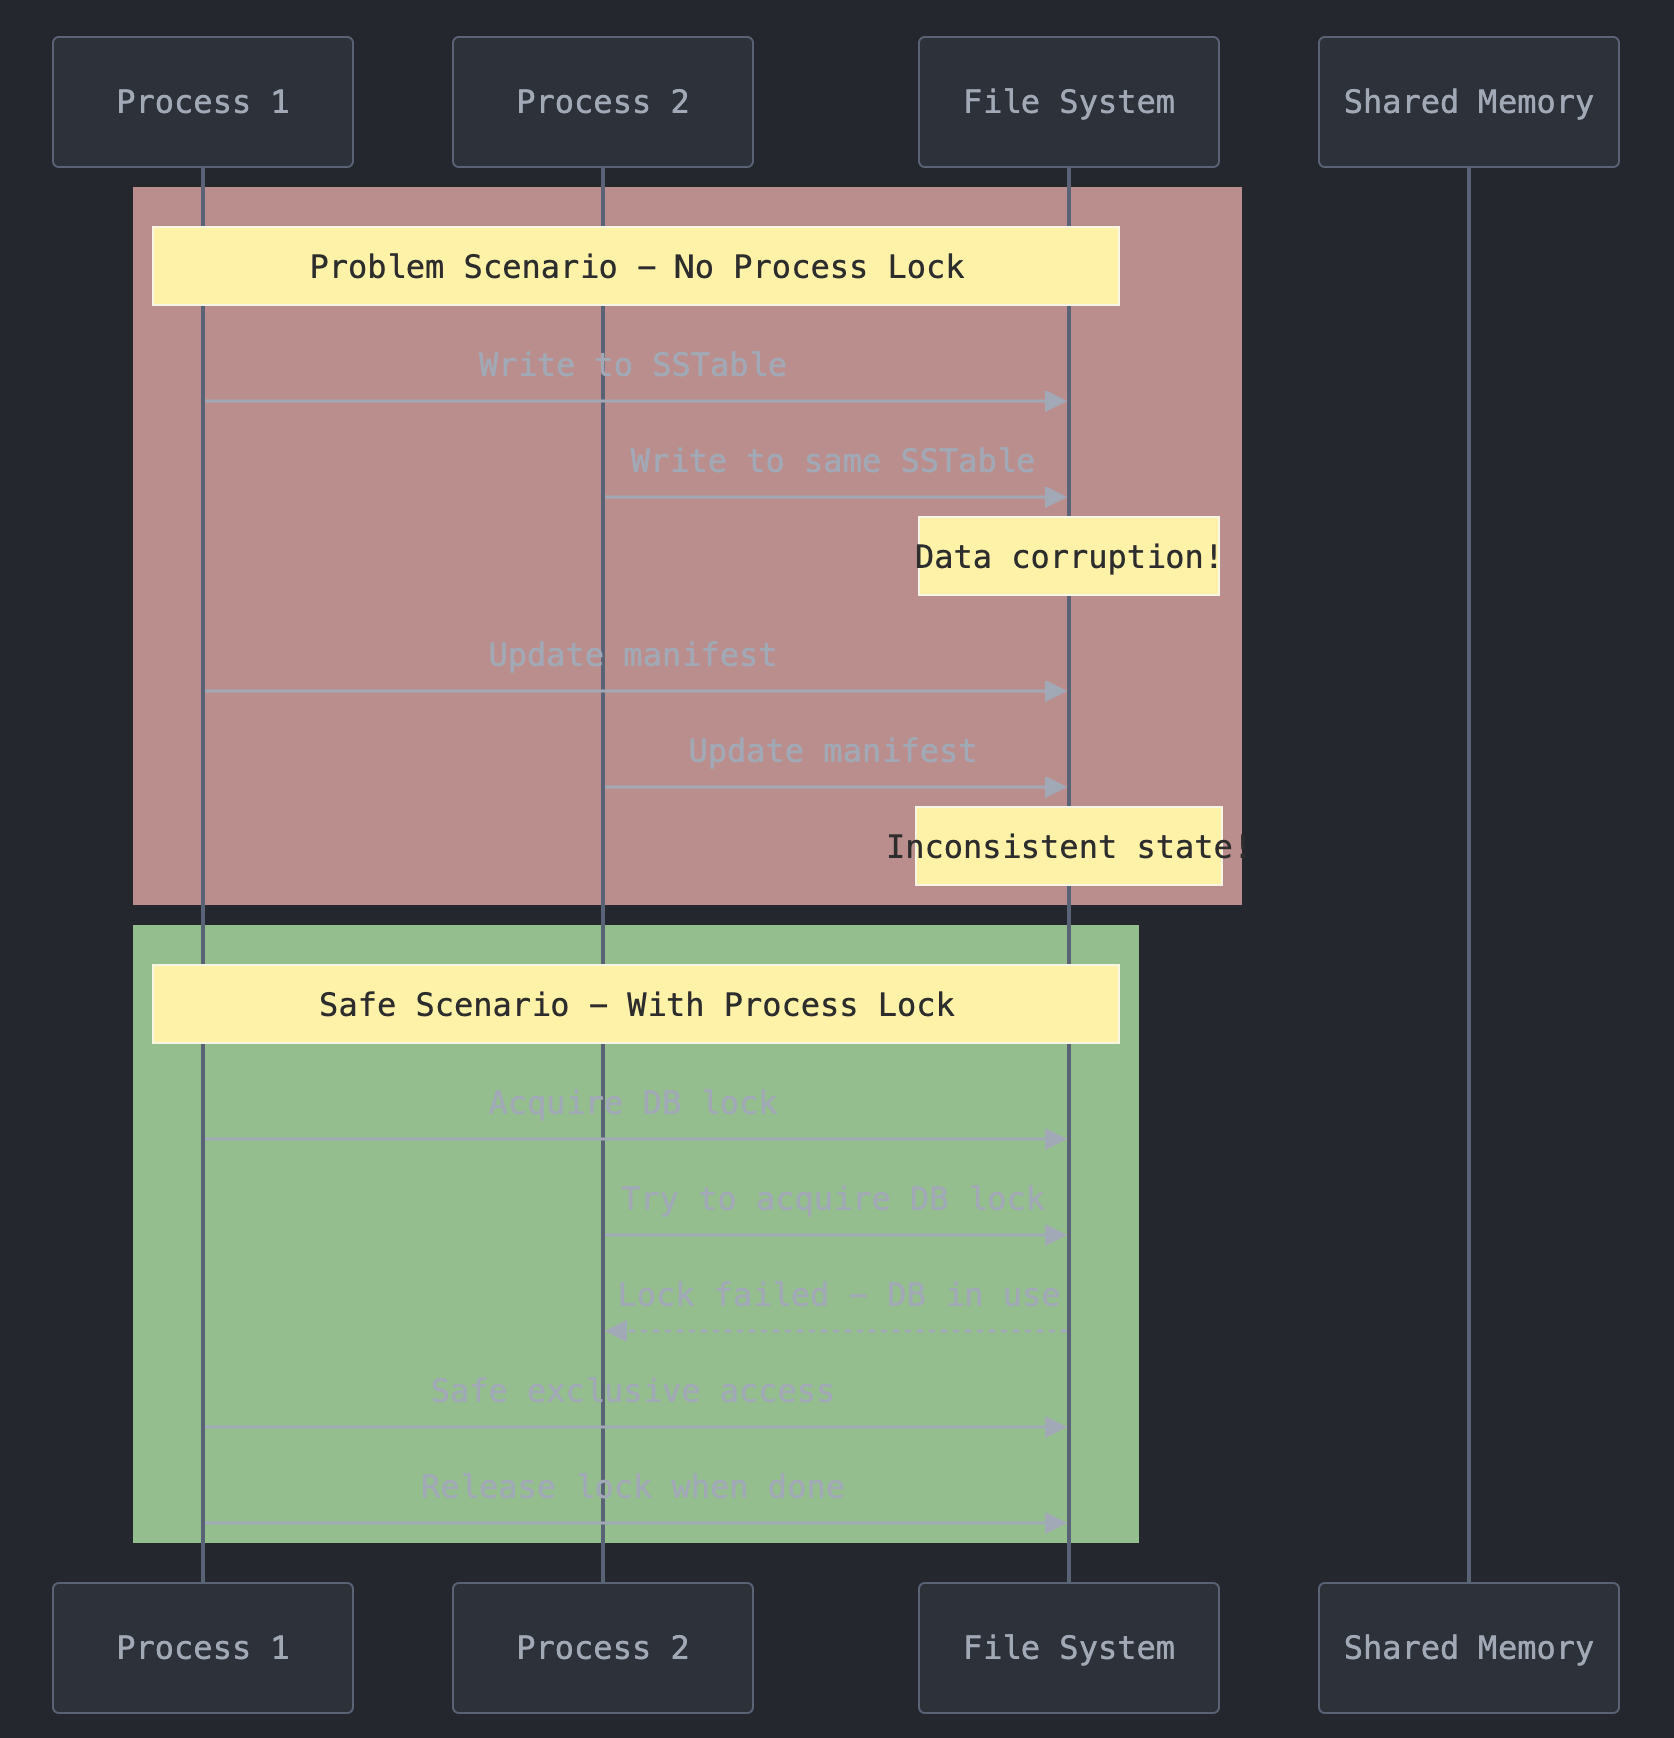 Process 1
Process 2
File System
Shared Memory
Problem Scenario – No Process Lock
Write to SSTable
Write to same SSTable
Data corruption!
Update manifest
Update manifest
Inconsistent state!
Safe Scenario – With Process Lock
Acquire DB lock
Try to acquire DB lock
Lock failed – DB in use
Safe exclusive access
Release lock when done
Process 1
Process 2
File System
Shared Memory